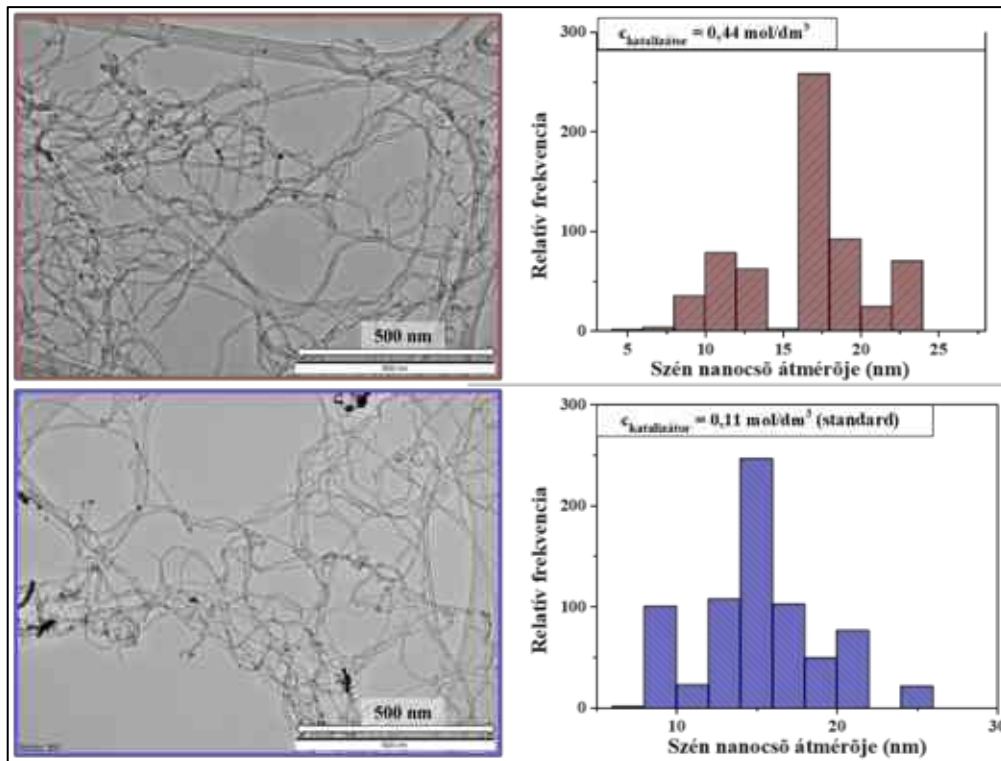 500 nm
c_katalizátor = 0,44 mol/dm³
300
200
100
0
Relatív frekvencia
5 10 15 20 25
Szén nanocső átmérője (nm)
500 nm
c_katalizátor = 0,11 mol/dm³ (standard)
300
200
100
0
Relatív frekvencia
10 20 30
Szén nanocső átmérője (nm)